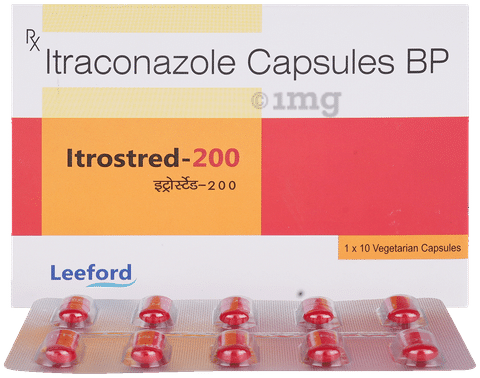 Rx Itraconazole Capsules BP
©1mg
Itrostred-200
इट्रोर्स्टेड-200
1 x 10 Vegetarian Capsules
Leeford